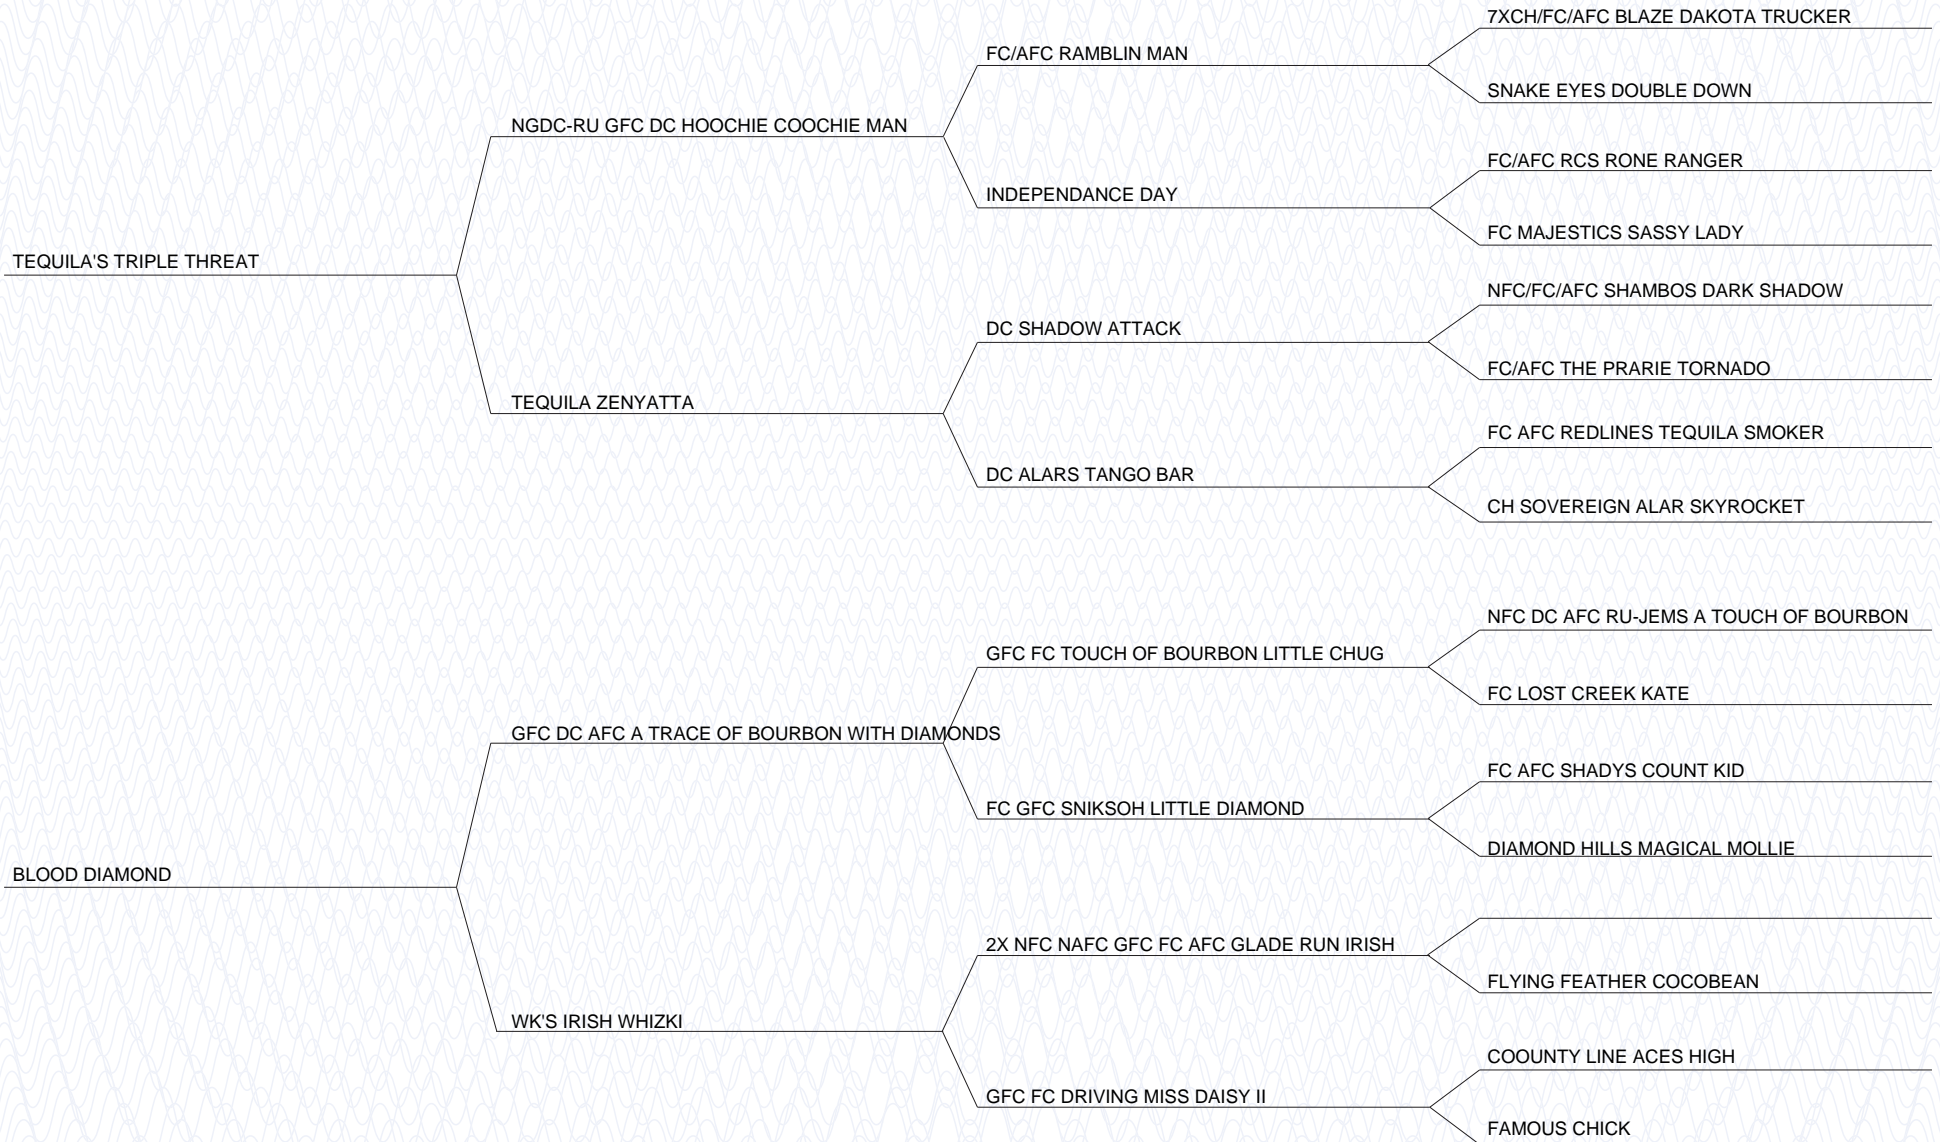 7XCH/FC/AFC BLAZE DAKOTA TRUCKER
FC/AFC RAMBLIN MAN
SNAKE EYES DOUBLE DOWN
NGDC-RU GFC DC HOOCHIE COOCHIE MAN
FC/AFC RCS RONE RANGER
INDEPENDANCE DAY
FC MAJESTICS SASSY LADY
TEQUILA'S TRIPLE THREAT
NFC/FC/AFC SHAMBOS DARK SHADOW
DC SHADOW ATTACK
FC/AFC THE PRARIE TORNADO
TEQUILA ZENYATTA
FC AFC REDLINES TEQUILA SMOKER
DC ALARS TANGO BAR
CH SOVEREIGN ALAR SKYROCKET
NFC DC AFC RU-JEMS A TOUCH OF BOURBON
GFC FC TOUCH OF BOURBON LITTLE CHUG
FC LOST CREEK KATE
GFC DC AFC A TRACE OF BOURBON WITH DIAMONDS
FC AFC SHADYS COUNT KID
FC GFC SNIKSOH LITTLE DIAMOND
DIAMOND HILLS MAGICAL MOLLIE
BLOOD DIAMOND
2X NFC NAFC GFC FC AFC GLADE RUN IRISH
FLYING FEATHER COCOBEAN
WK'S IRISH WHIZKI
COOUNTY LINE ACES HIGH
GFC FC DRIVING MISS DAISY II
FAMOUS CHICK